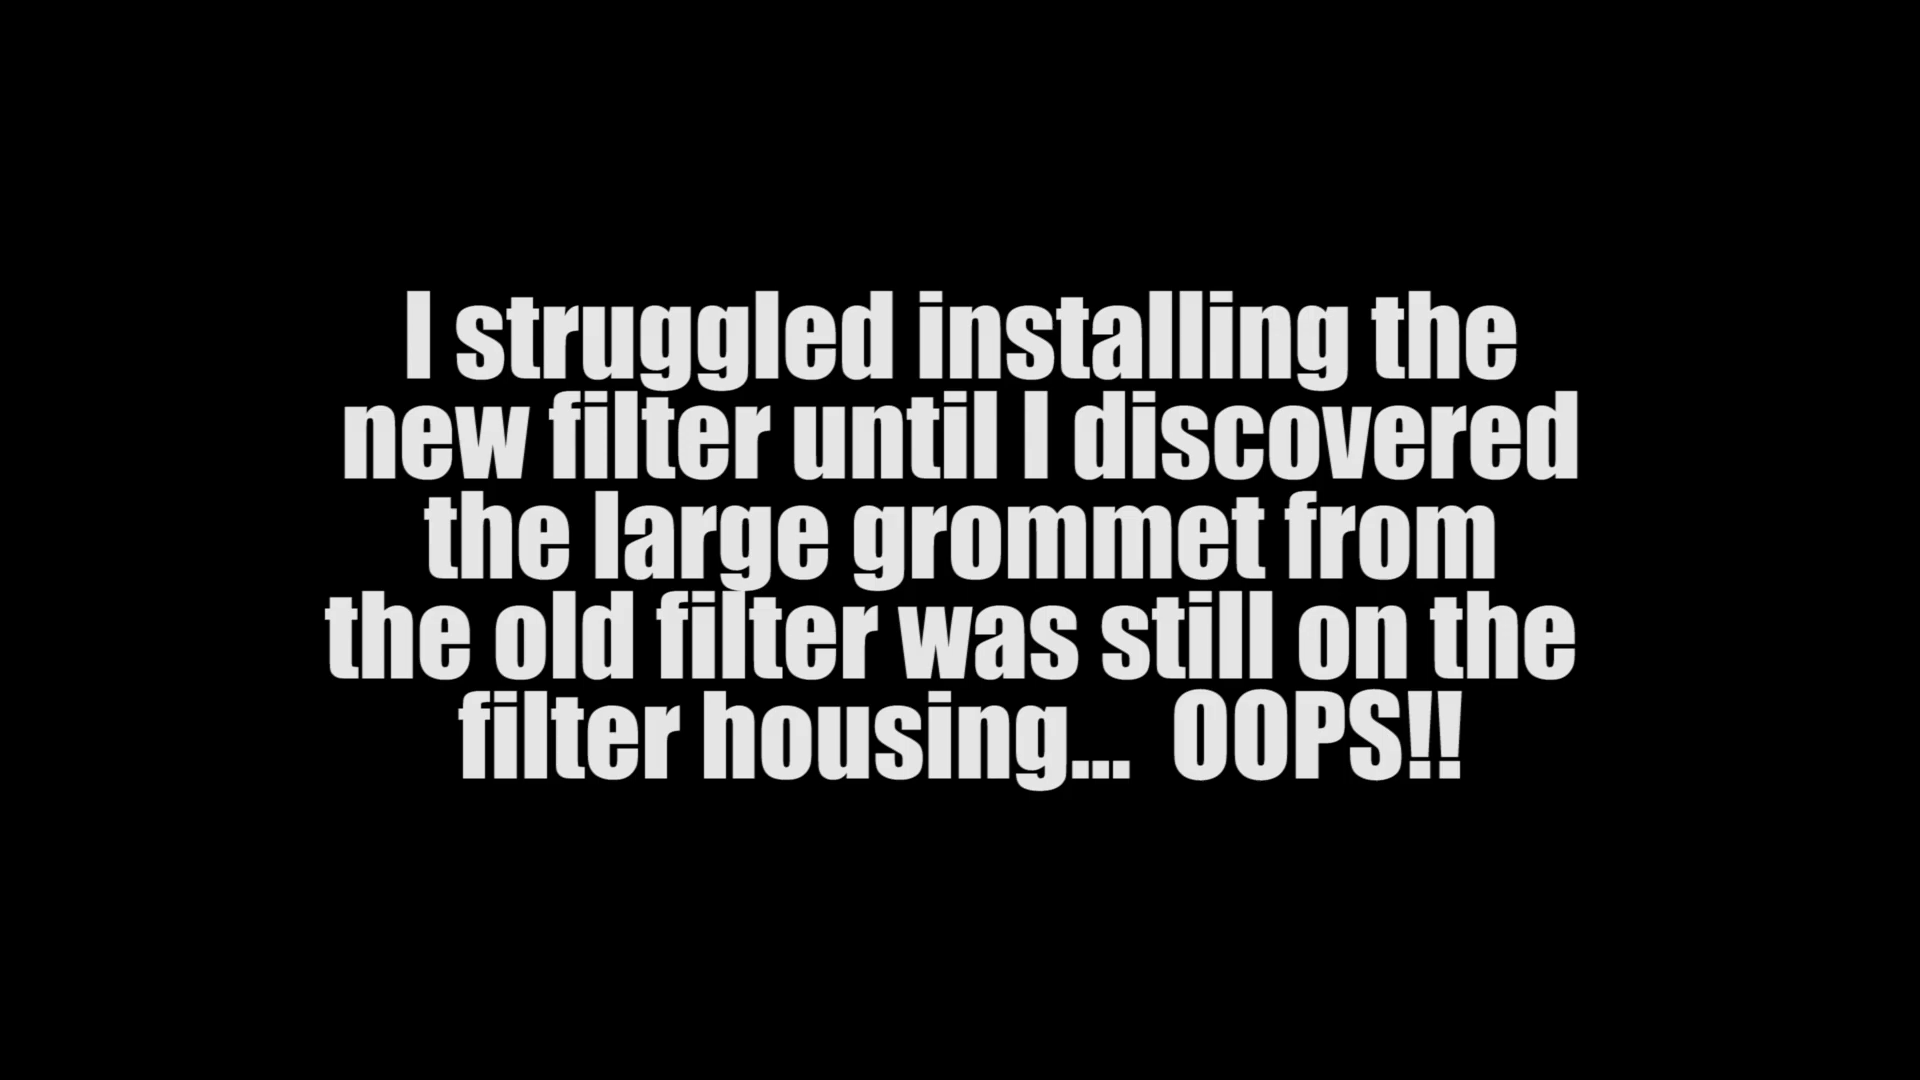 I struggled installing the
new filter until I discovered
the large grommet from
the old filter was still on the
filter housing...  OOPS!!